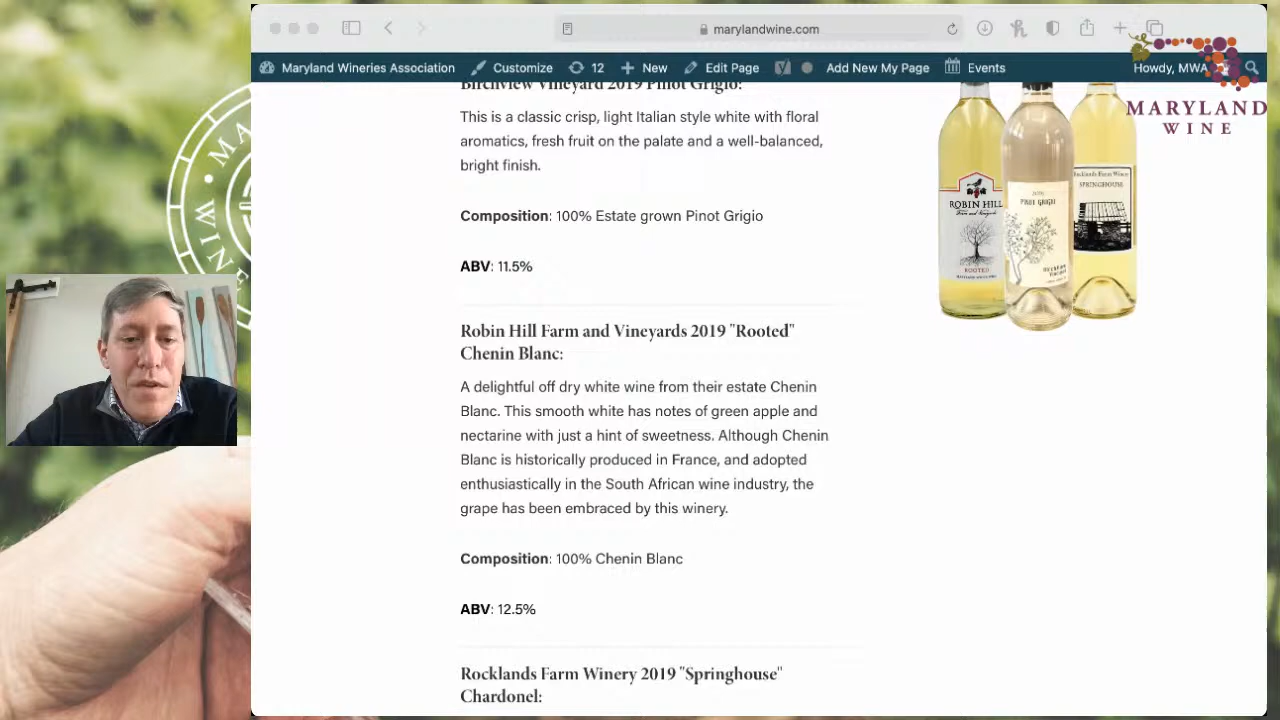 marylandwine.com
Maryland Wineries Association
Customize
12
New
Edit Page
Add New My Page
Events
Howdy, MWA
MARYLAND
WINE
Birchview Vineyard 2019 Pinot Grigio:
This is a classic crisp, light Italian style white with floral
aromatics, fresh fruit on the palate and a well-balanced,
bright finish.
Composition: 100% Estate grown Pinot Grigio
ABV: 11.5%
Robin Hill Farm and Vineyards 2019 "Rooted"
Chenin Blanc:
A delightful off dry white wine from their estate Chenin
Blanc. This smooth white has notes of green apple and
nectarine with just a hint of sweetness. Although Chenin
Blanc is historically produced in France, and adopted
enthusiastically in the South African wine industry, the
grape has been embraced by this winery.
Composition: 100% Chenin Blanc
ABV: 12.5%
Rocklands Farm Winery 2019 "Springhouse"
Chardonel:
ROBIN HILL
Farm and Vineyards
ROOTED
PINOT GRIGIO
Rocklands Farm Winery
SPRINGHOUSE